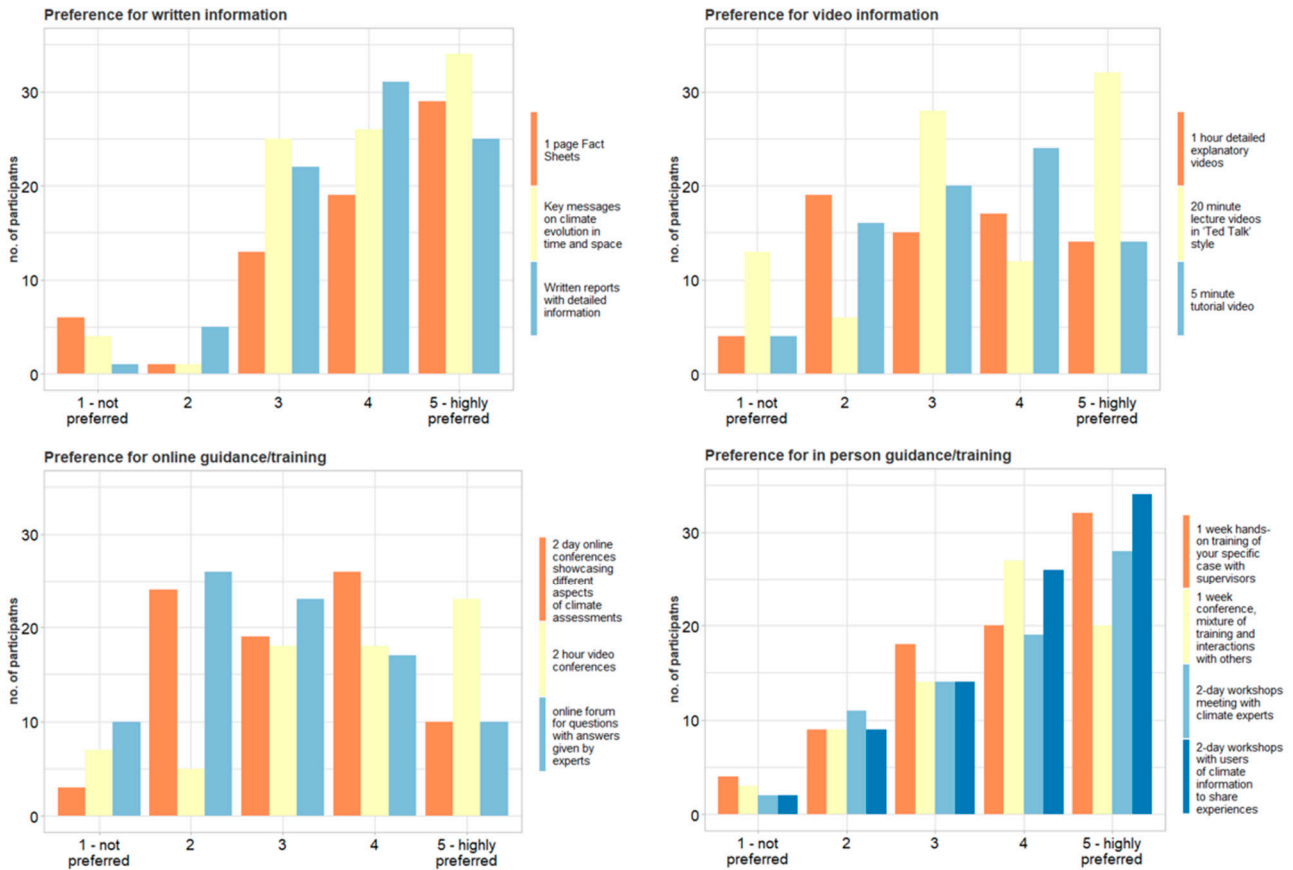 Preference for written information
no. of participatns
30
20
10
0
1 - not
preferred
2
3
4
5 - highly
preferred
1 page Fact
Sheets
Key messages
on climate
evolution in
time and space
Written reports
with detailed
information
Preference for video information
no. of participatns
30
20
10
0
1 - not
preferred
2
3
4
5 - highly
preferred
1 hour detailed
explanatory
videos
20 minute
lecture videos
in 'Ted Talk'
style
5 minute
tutorial video
Preference for online guidance/training
no. of participatns
30
20
10
0
1 - not
preferred
2
3
4
5 - highly
preferred
2 day online
conferences
showcasing
different
aspects
of climate
assessments
2 hour video
conferences
online forum
for questions
with answers
given by
experts
Preference for in person guidance/training
no. of participatns
30
20
10
0
1 - not
preferred
2
3
4
5 - highly
preferred
1 week hands-
on training of
your specific
case with
supervisors
1 week
conference,
mixture of
training and
interactions
with others
2-day workshops
meeting with
climate experts
2-day workshops
with users
of climate
information
to share
experiences